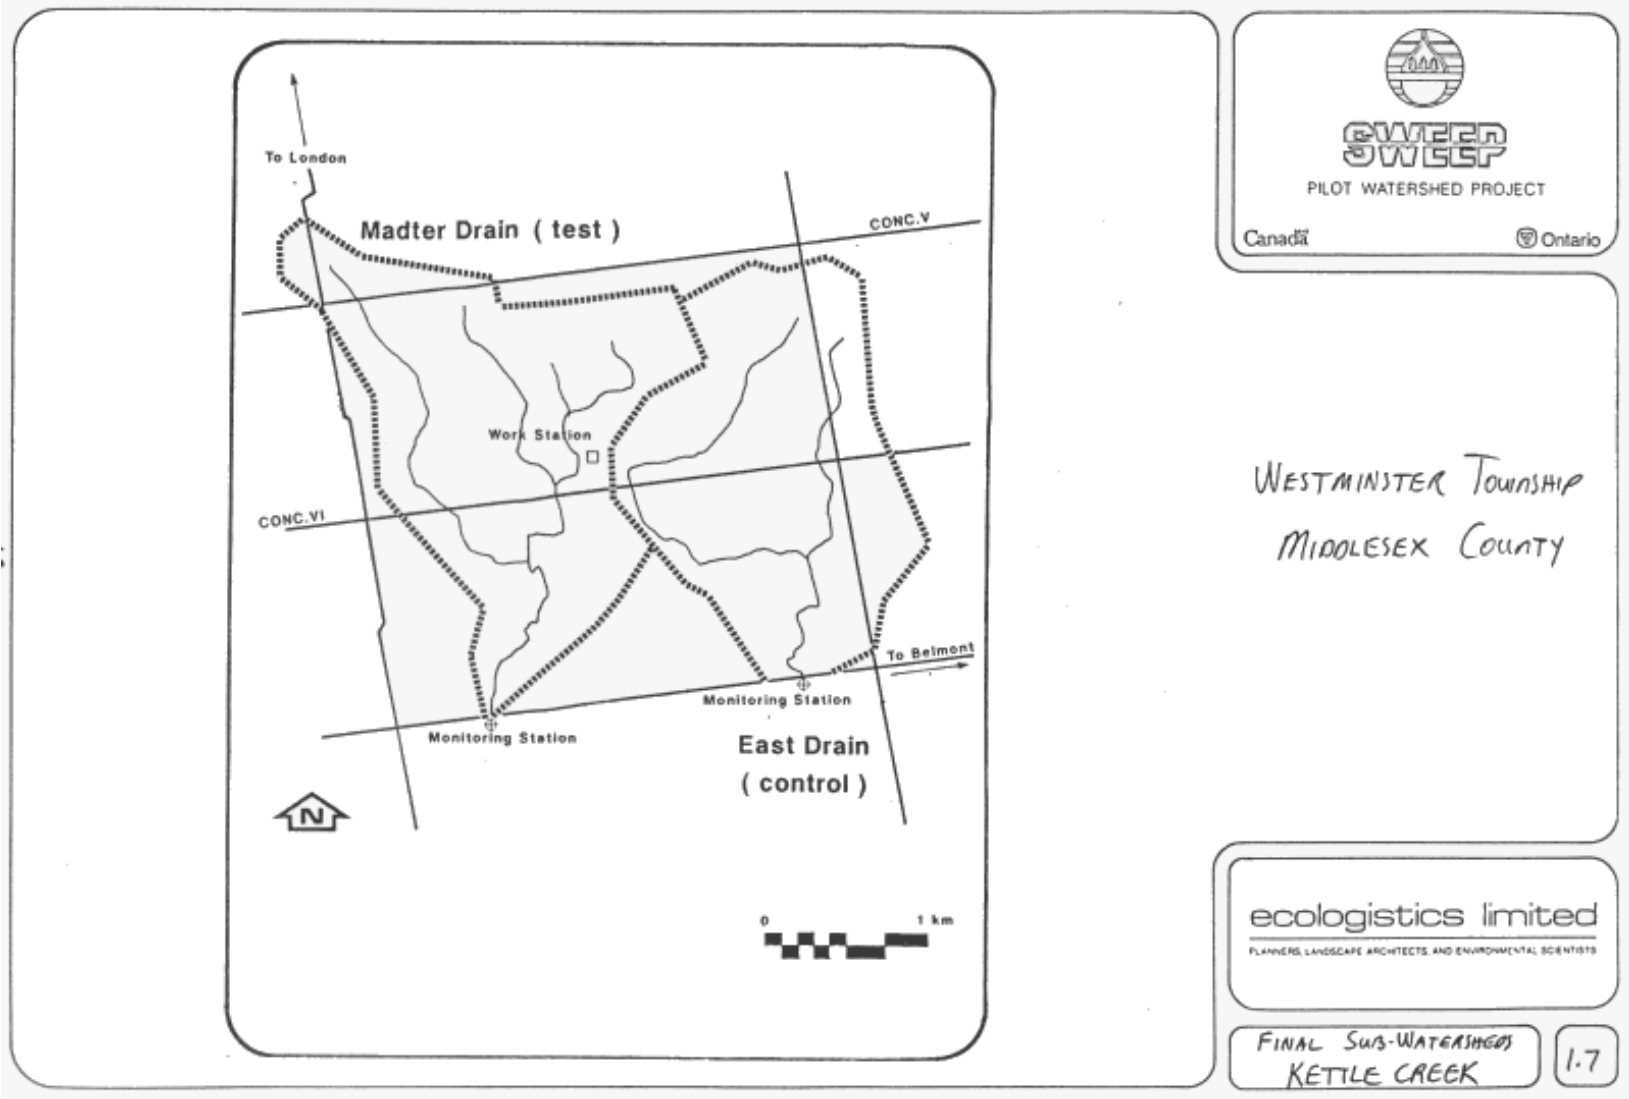 To London
Madter Drain ( test )
CONC.V
Work Station
CONC.VI
To Belmont
Monitoring Station
Monitoring Station
East Drain
( control )
N
0 1 km
SWEEP
PILOT WATERSHED PROJECT
Canada
Ontario
WESTMINSTER TOWNSHIP
MIDDLESEX COUNTY
ecologistics limited
PLANNERS, LANDSCAPE ARCHITECTS, AND ENVIRONMENTAL SCIENTISTS
FINAL SUB-WATERSHEDS
KETTLE CREEK
1.7